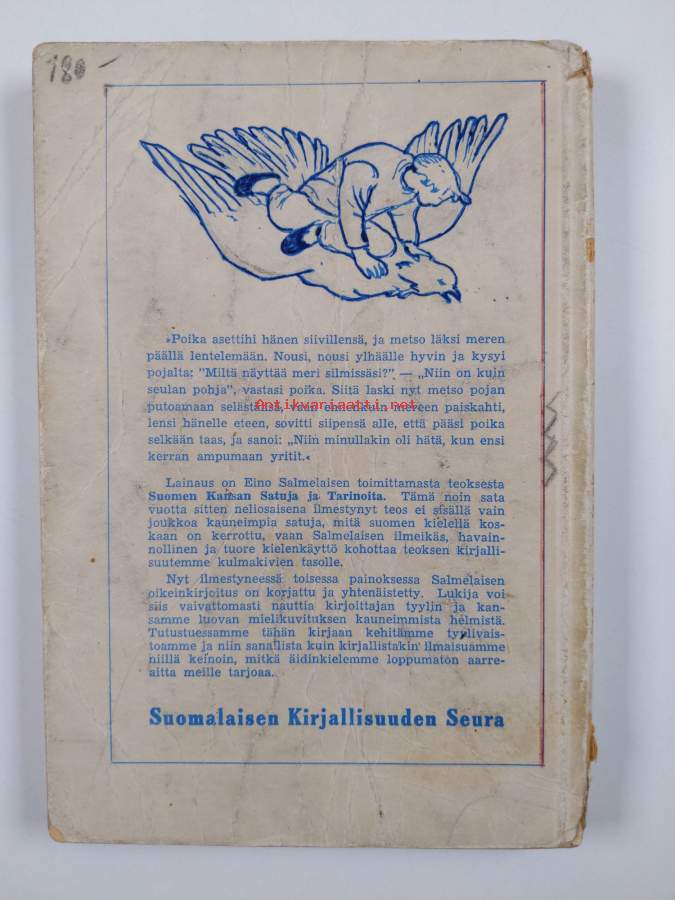 180 -
»Poika asettihi hänen siivillensä, ja metso läksi meren
päällä lentelemään. Nousi, nousi ylhäälle hyvin ja kysyi
pojalta: "Miltä näyttää meri silmissäsi?" — „Niin on kuin
seulan pohja", vastasi poika. Siitä laski nyt metso pojan
putoamaan selästänsä, vaan ennenkuin mereen paiskahti,
Antikvariaatti.net
lensi hänelle eteen, sovitti siipensä alle, että pääsi poika
selkään taas, ja sanoi: „Niin minullakin oli hätä, kun ensi
kerran ampumaan yritit.«
Lainaus on Eino Salmelaisen toimittamasta teoksesta
Suomen Kansan Satuja ja Tarinoita. Tämä noin sata
vuotta sitten neliosaisena ilmestynyt teos ei sisällä vain
joukkoa kauneimpia satuja, mitä suomen kielellä kos-
kaan on kerrottu, vaan Salmelaisen ilmeikäs, havain-
nollinen ja tuore kielenkäyttö kohottaa teoksen kirjalli-
suutemme kulmakivien tasolle.
Nyt ilmestyneessä toisessa painoksessa Salmelaisen
oikeinkirjoitus on korjattu ja yhtenäistetty. Lukija voi
siis vaivattomasti nauttia kirjoittajan tyylin ja kan-
samme luovan mielikuvituksen kauneimmista helmistä.
Tutustuessamme tähän kirjaan kehitämme tyylivais-
toamme ja niin sanallista kuin kirjallistakin ilmaisuamme
niillä keinoin, mitkä äidinkielemme loppumaton aarre-
aitta meille tarjoaa.
Suomalaisen Kirjallisuuden Seura